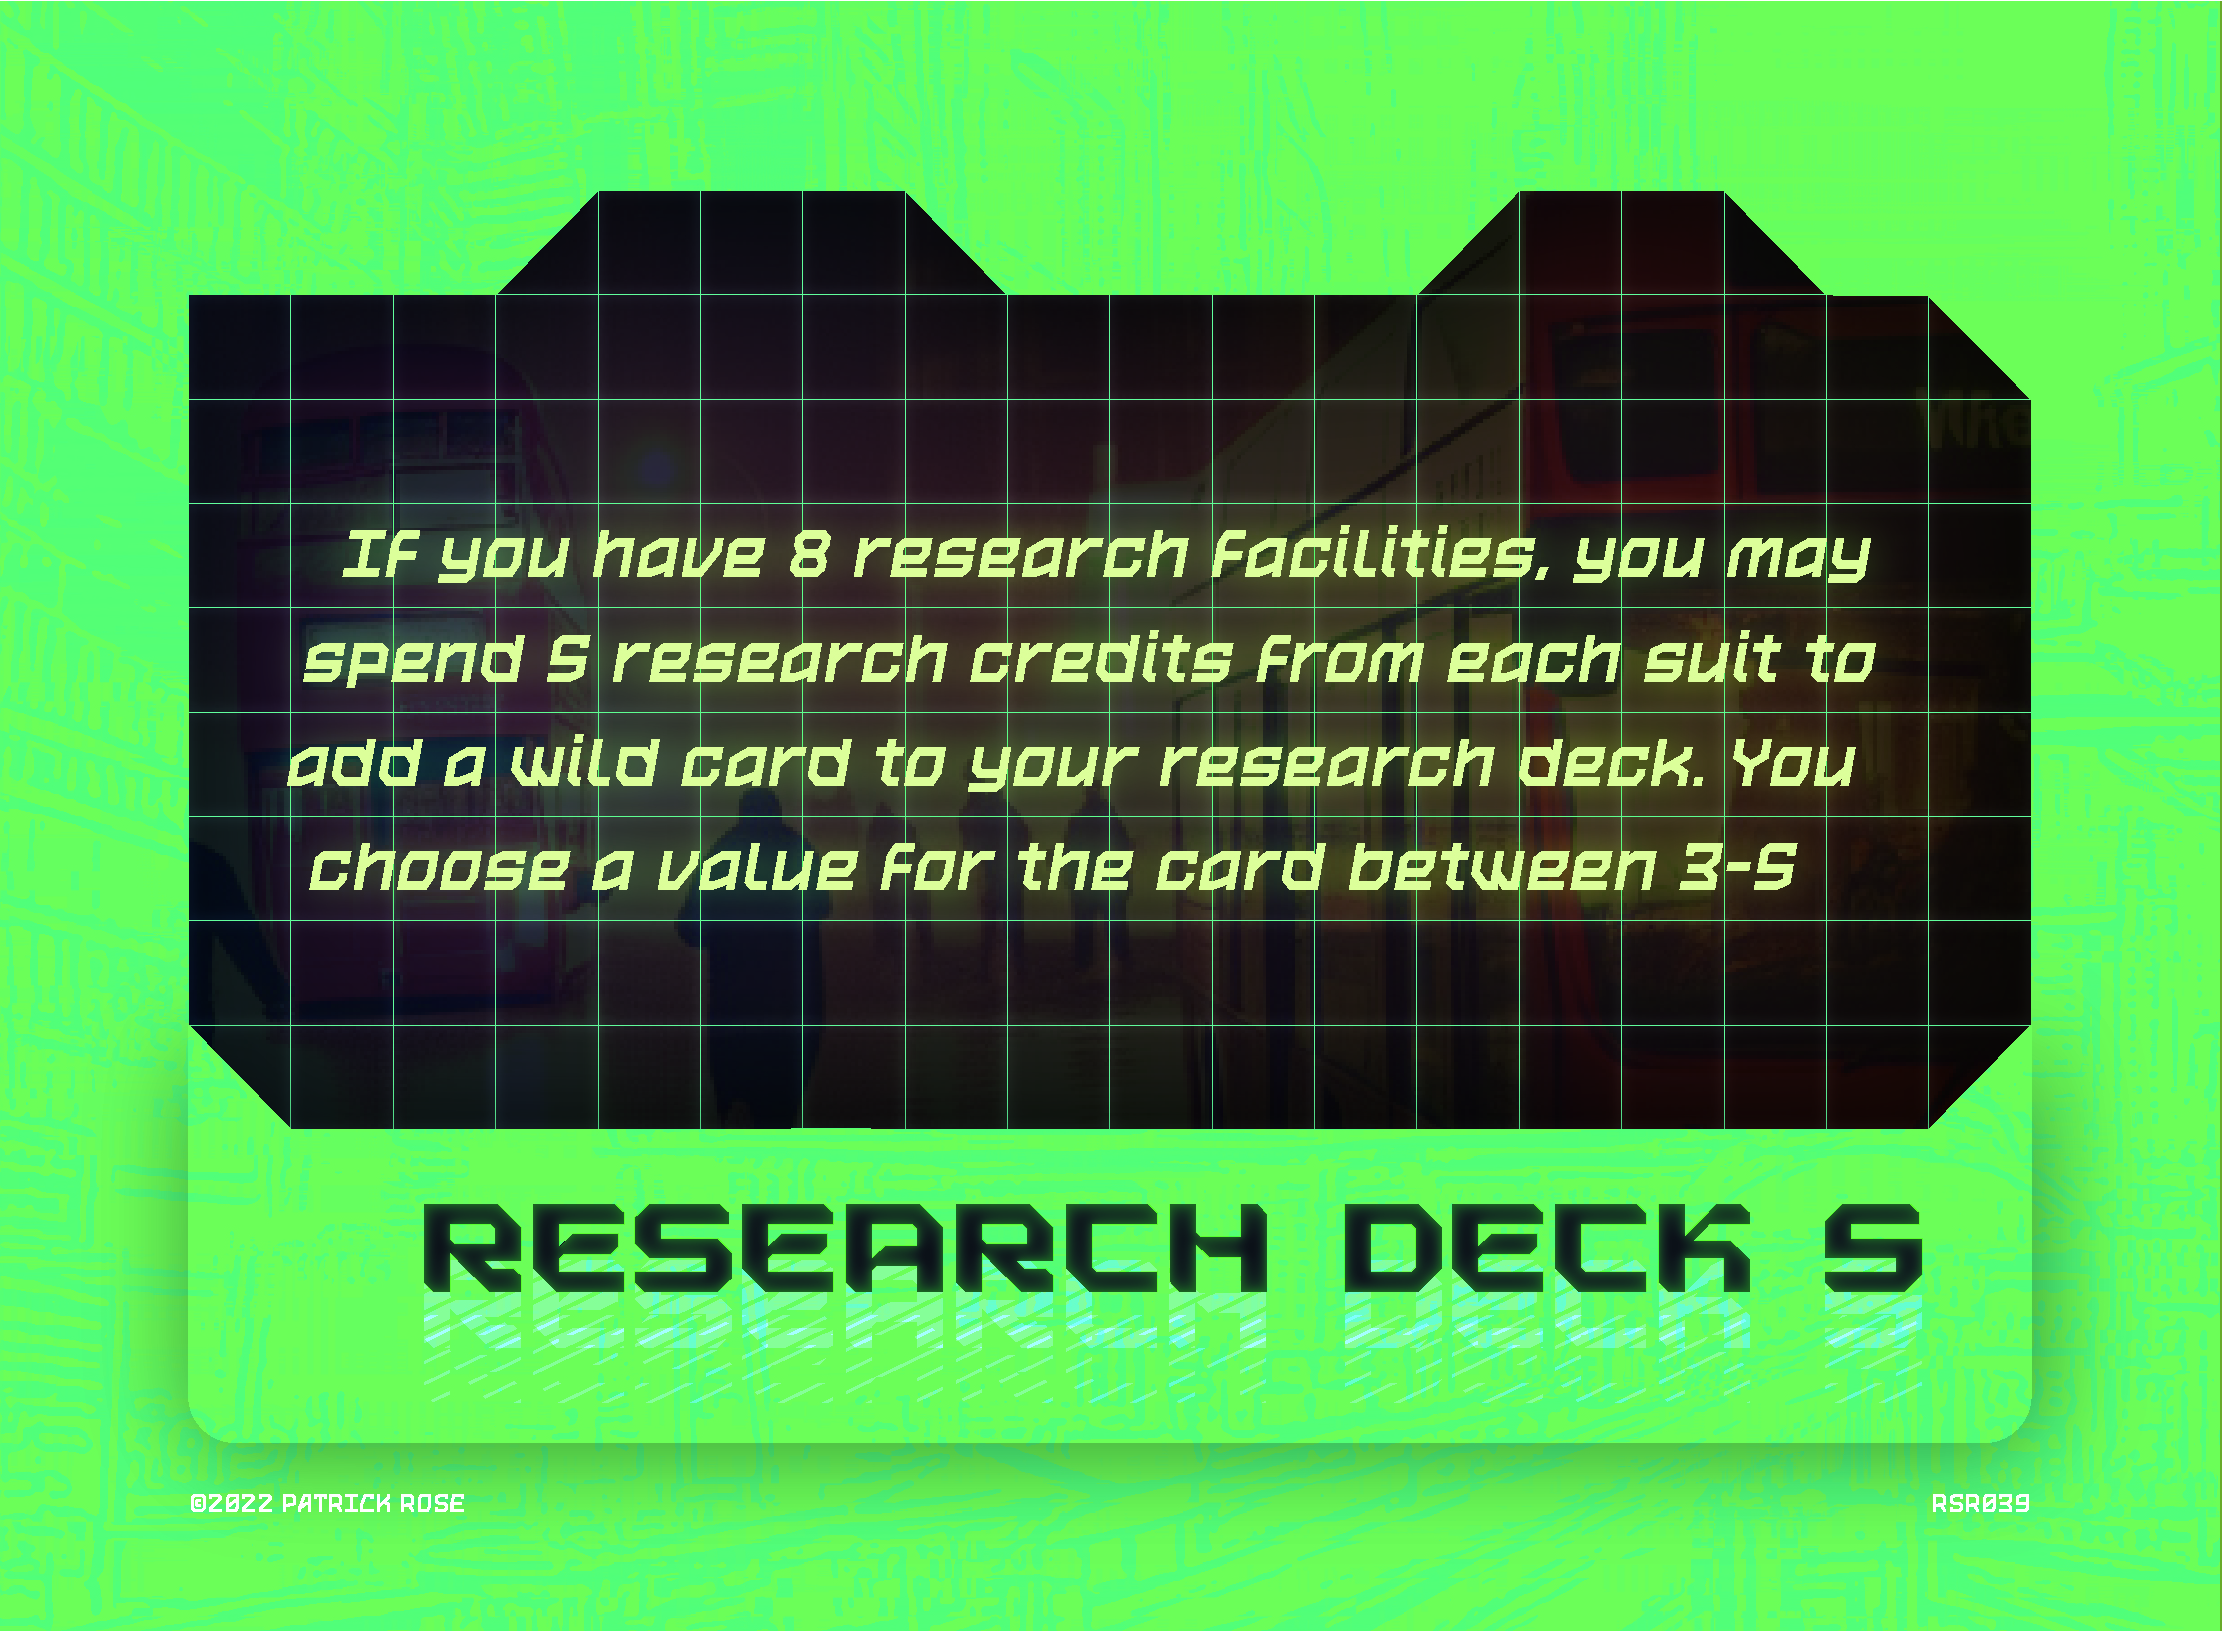 If you have 8 research facilities, you may
spend 5 research credits from each suit to
add a wild card to your research deck. You
choose a value for the card between 3-5
RESEARCH DECK 5
©2022 PATRICK ROSE
RSR039